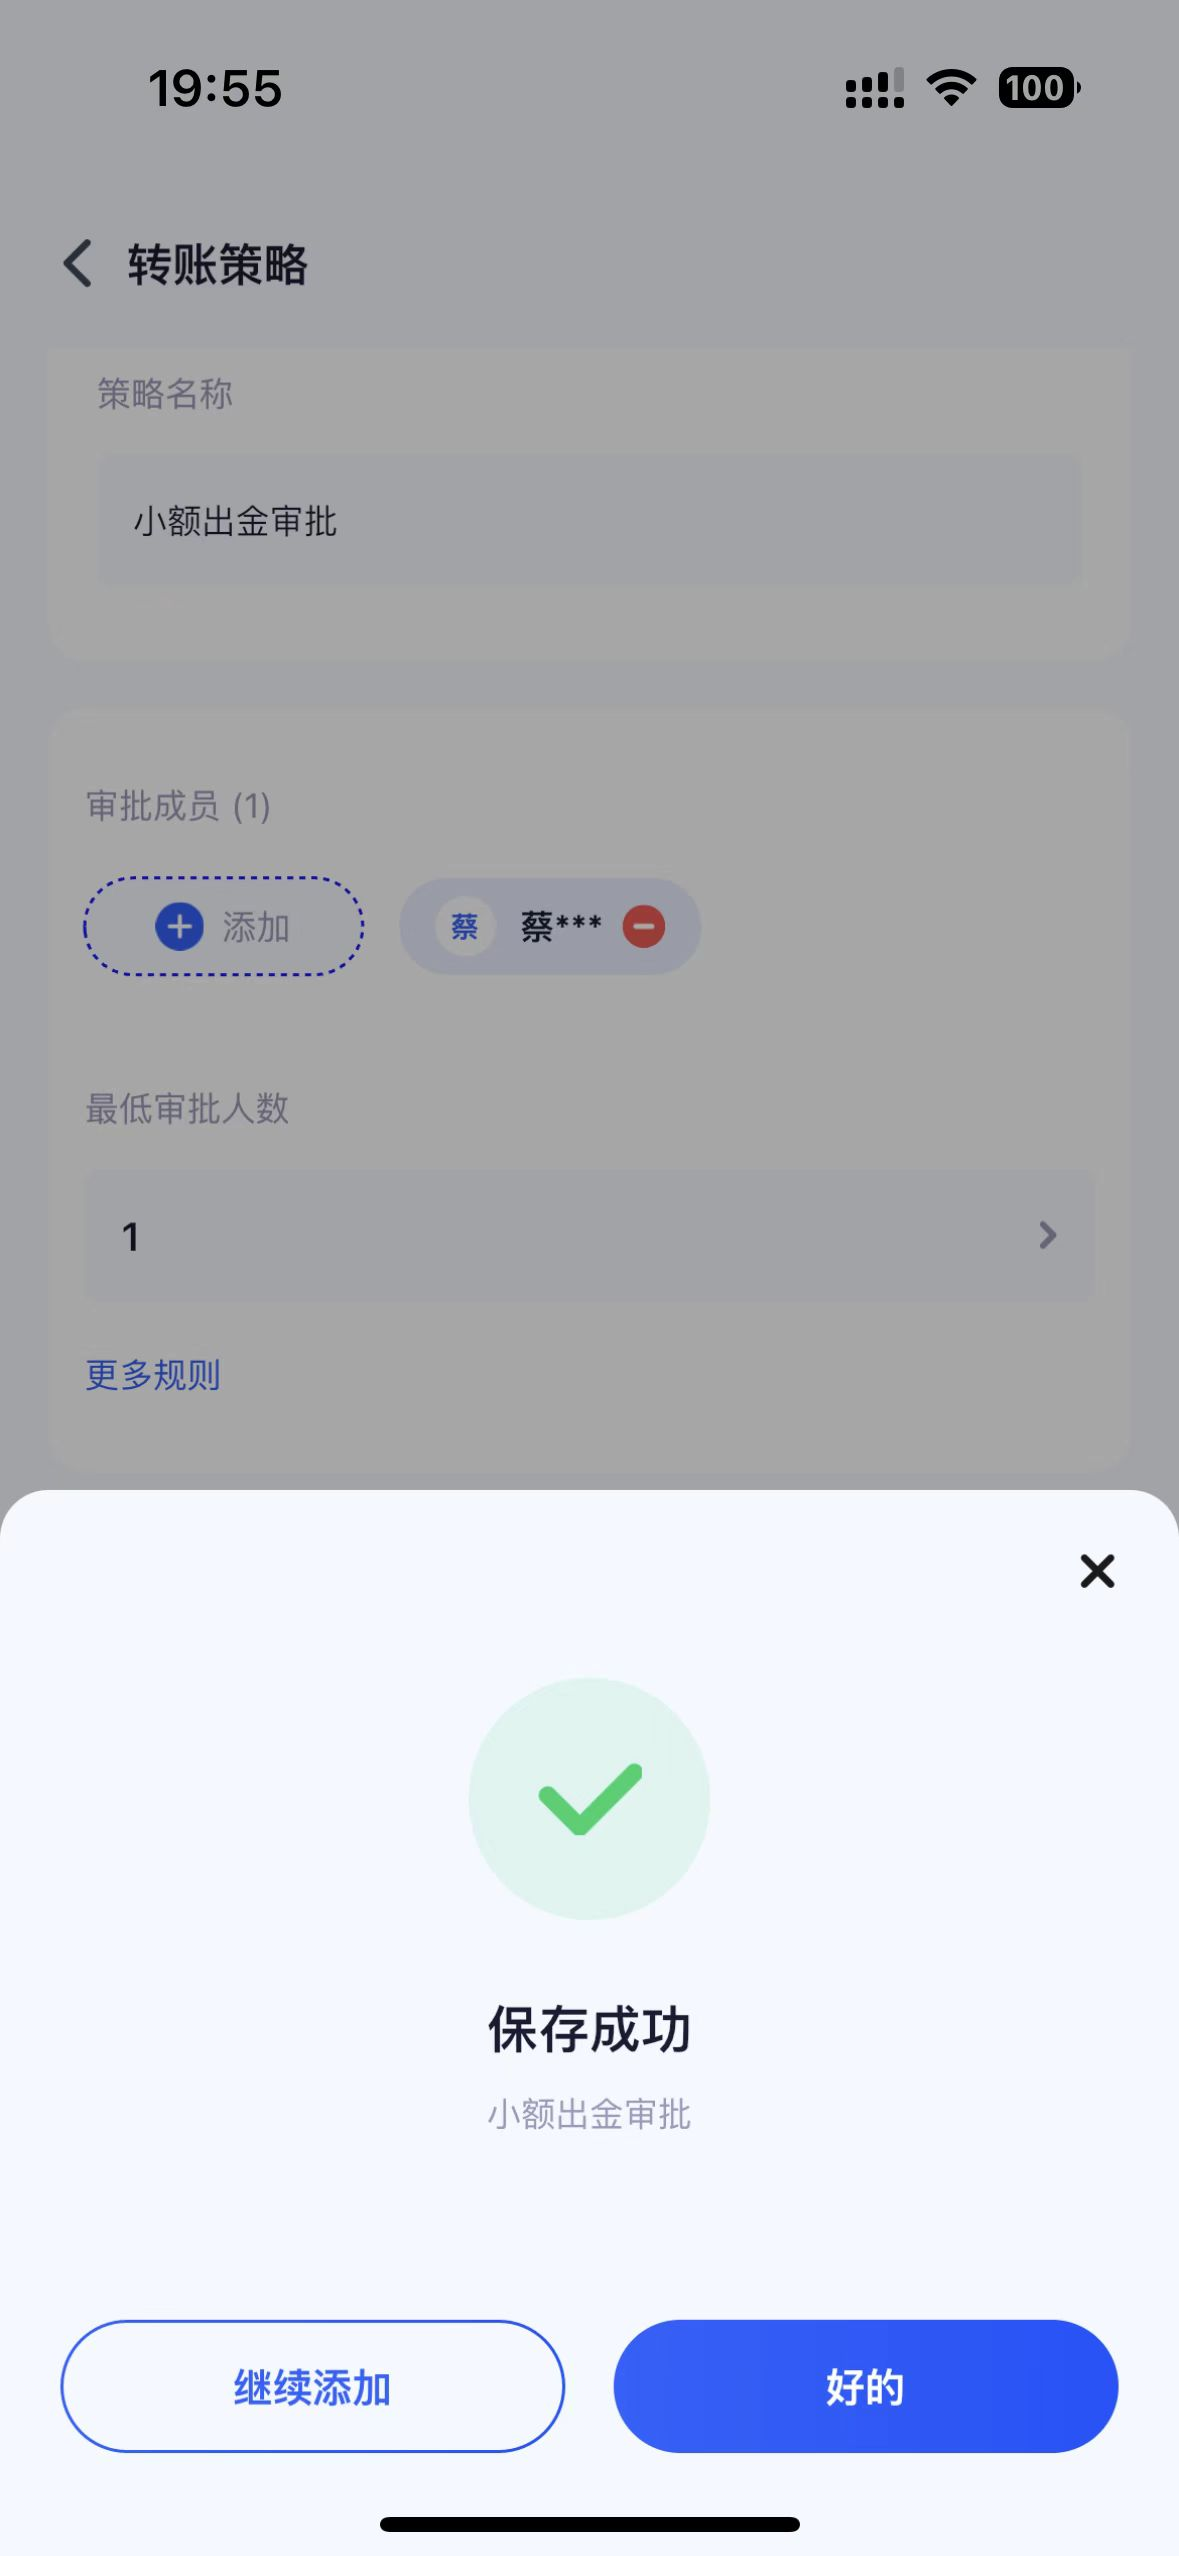 19:55
100
转账策略
策略名称
小额出金审批
审批成员 (1)
添加
蔡 蔡***
最低审批人数
1
更多规则
保存成功
小额出金审批
继续添加
好的